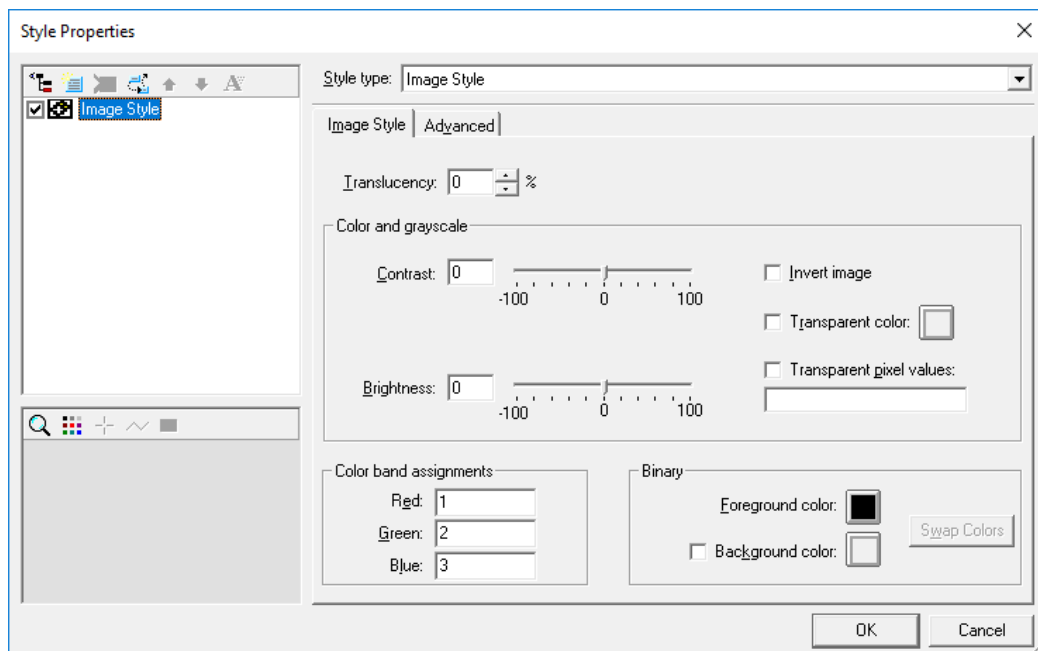 Style Properties
Style type: Image Style
Image Style
Image Style Advanced
Translucency: 0 %
Color and grayscale
Contrast: 0
-100 0 100
Invert image
Transparent color:
Transparent pixel values:
Brightness: 0
-100 0 100
Color band assignments
Red: 1
Green: 2
Blue: 3
Binary
Foreground color:
Background color:
Swap Colors
OK Cancel